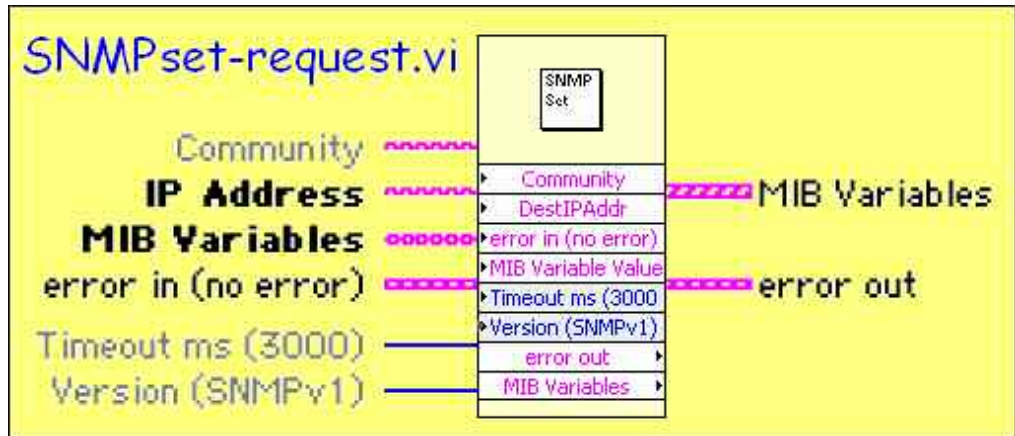 SNMPset-request.vi
SNMP
Set
Community
IP Address
MIB Variables
error in (no error)
Timeout ms (3000)
Version (SNMPv1)
Community
DestIPAddr
error in (no error)
MIB Variable Value
Timeout ms (3000
Version (SNMPv1)
error out
MIB Variables
MIB Variables
error out